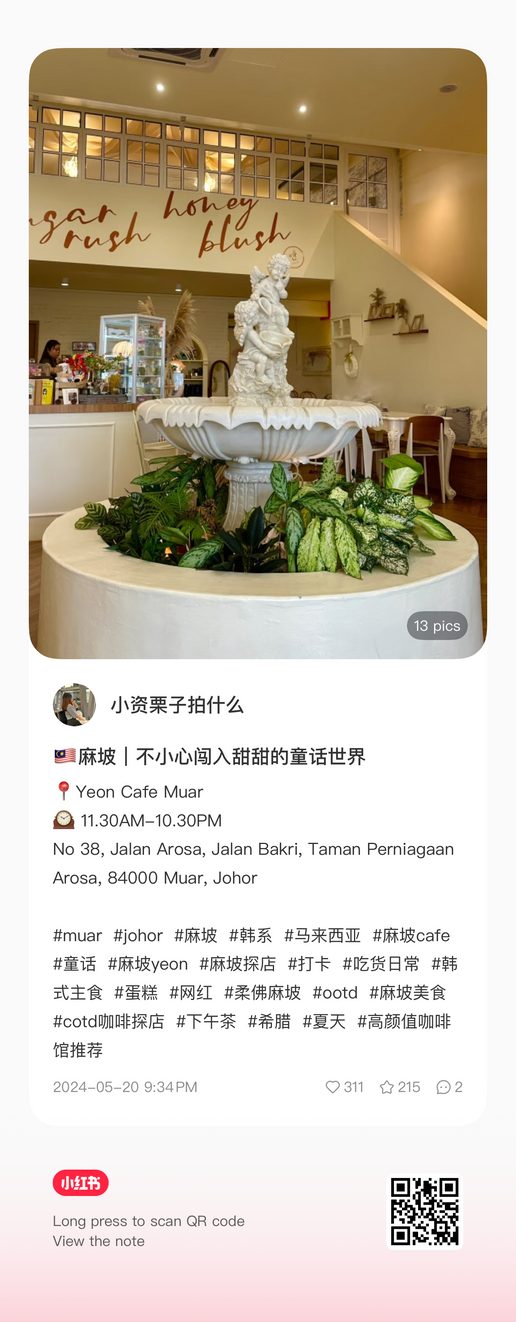 honey
rush blush
13 pics
小资栗子拍什么
🇲🇾麻坡｜不小心闯入甜甜的童话世界
📍Yeon Cafe Muar
🕰️ 11.30AM–10.30PM
No 38, Jalan Arosa, Jalan Bakri, Taman Perniagaan
Arosa, 84000 Muar, Johor
#muar #johor #麻坡 #韩系 #马来西亚 #麻坡cafe
#童话 #麻坡yeon #麻坡探店 #打卡 #吃货日常 #韩
式主食 #蛋糕 #网红 #柔佛麻坡 #ootd #麻坡美食
#cotd咖啡探店 #下午茶 #希腊 #夏天 #高颜值咖啡
馆推荐
2024-05-20 9:34PM 311 215 2
小红书
Long press to scan QR code
View the note